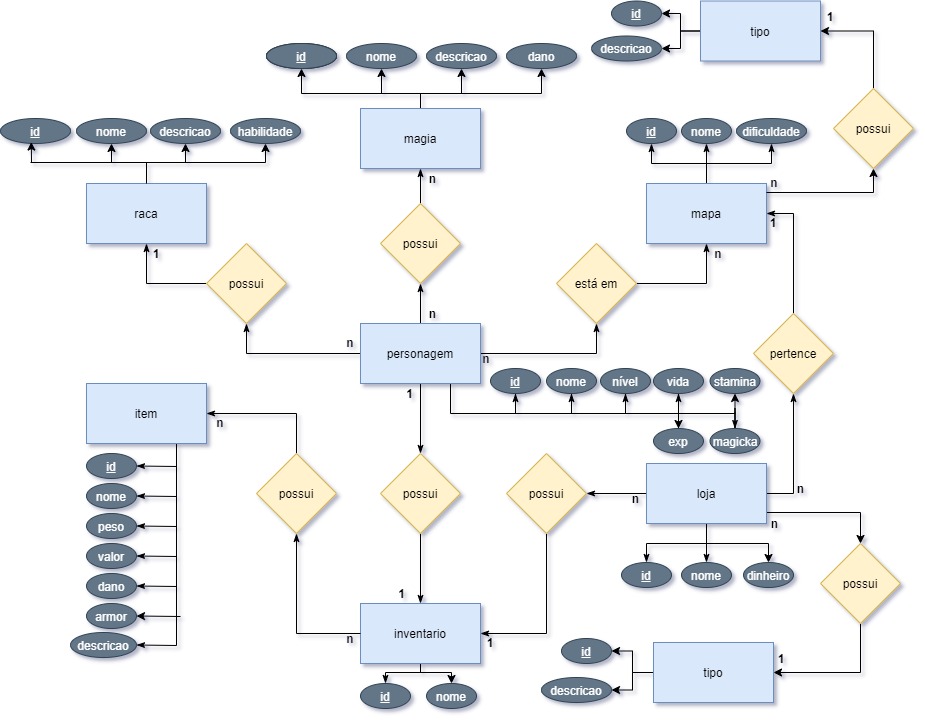 id
tipo
1
descricao
id
nome
descricao
dano
possui
id
nome
descricao
habilidade
magia
id
nome
dificuldade
n
n
raca
mapa
1
possui
1
n
possui
está em
n
n
personagem
n
pertence
1
id
nome
nível
vida
stamina
item
n
exp
magicka
id
nome
peso
valor
dano
armor
descricao
possui
possui
possui
n
loja
n
n
id
nome
dinheiro
possui
1
inventario
n
1
id
nome
id
descricao
tipo
1